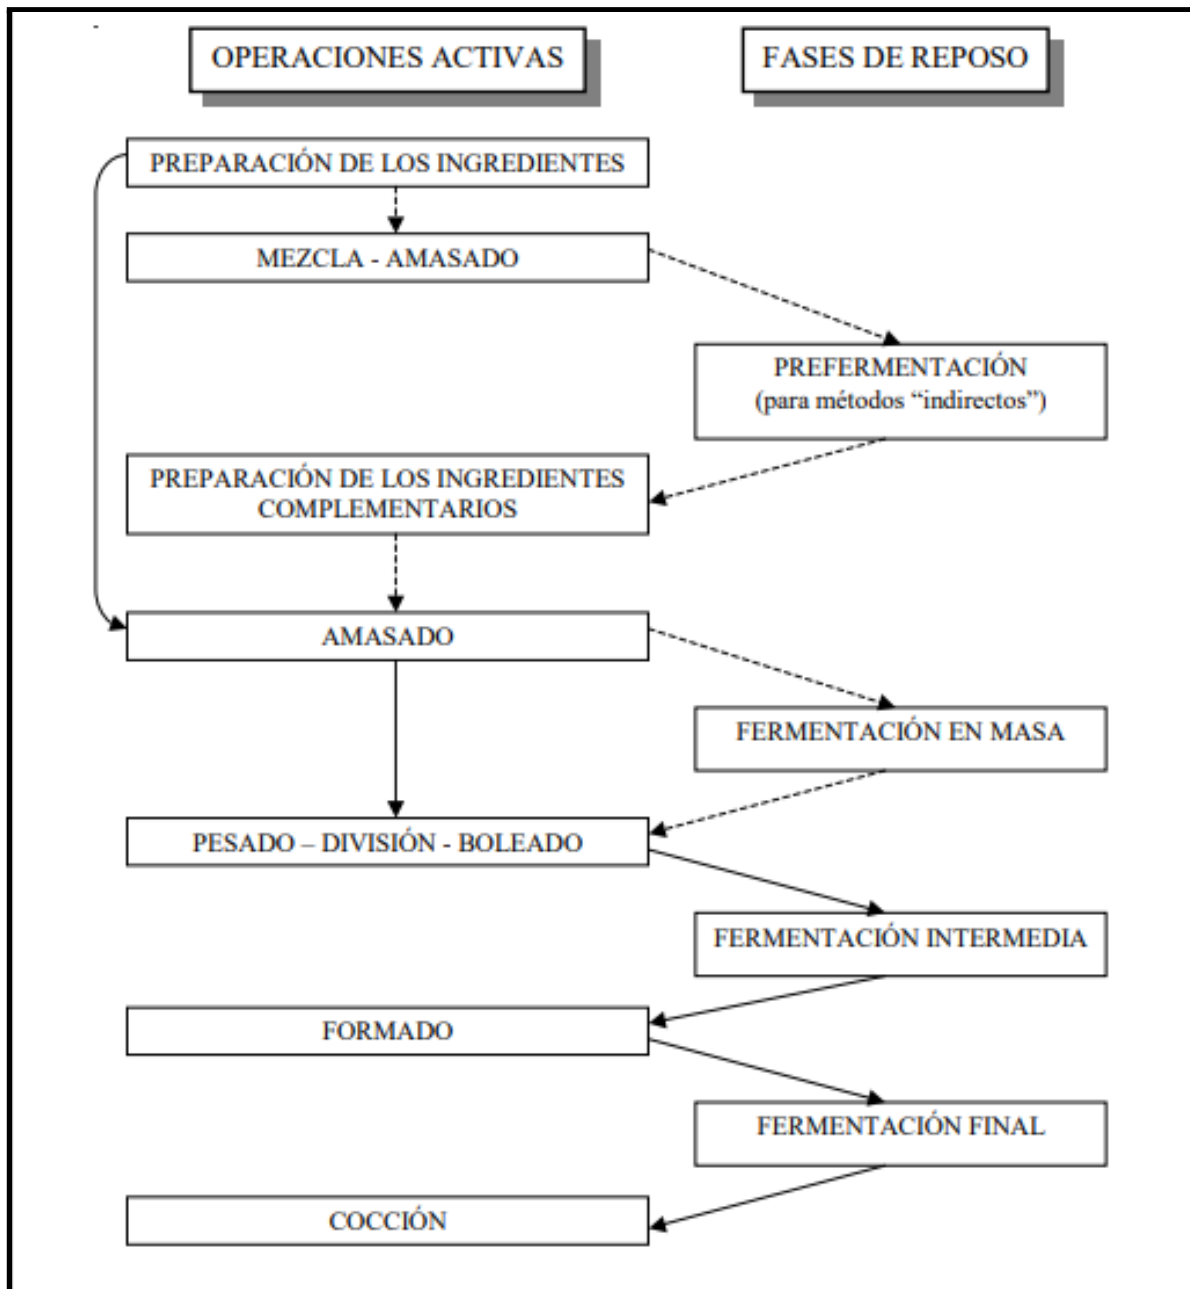 OPERACIONES ACTIVAS
FASES DE REPOSO
PREPARACIÓN DE LOS INGREDIENTES
MEZCLA - AMASADO
PREFERMENTACIÓN
(para métodos “indirectos”)
PREPARACIÓN DE LOS INGREDIENTES
COMPLEMENTARIOS
AMASADO
FERMENTACIÓN EN MASA
PESADO – DIVISIÓN - BOLEADO
FERMENTACIÓN INTERMEDIA
FORMADO
FERMENTACIÓN FINAL
COCCIÓN